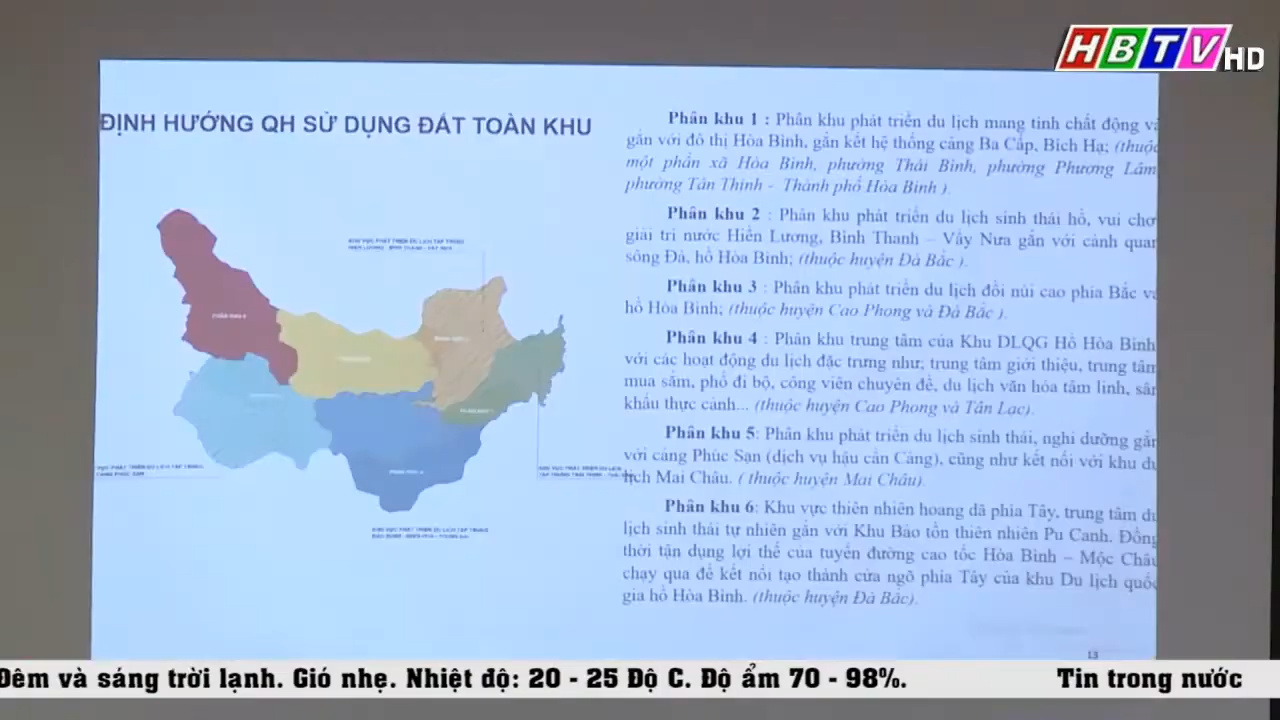 HBTV HD
ĐỊNH HƯỚNG QH SỬ DỤNG ĐẤT TOÀN KHU
Phân khu 1 : Phân khu phát triển du lịch mang tính chất động v
gắn với đô thị Hòa Bình, gắn kết hệ thống cảng Ba Cấp, Bích Hạ; (thuộc
một phần xã Hòa Bình, phường Thái Bình, phường Phương Lâm
phường Tân Thịnh - Thành phố Hòa Bình ).
Phân khu 2 : Phân khu phát triển du lịch sinh thái hồ, vui chơi
giải trí nước Hiền Lương, Bình Thanh – Vầy Nưa gắn với cảnh quan
sông Đà, hồ Hòa Bình; (thuộc huyện Đà Bắc ).
Phân khu 3 : Phân khu phát triển du lịch đồi núi cao phía Bắc và
hồ Hòa Bình; (thuộc huyện Cao Phong và Đà Bắc ).
Phân khu 4 : Phân khu trung tâm của Khu DLQG Hồ Hòa Bình
với các hoạt động du lịch đặc trưng như; trung tâm giới thiệu, trung tâm
mua sắm, phố đi bộ, công viên chuyên đề, du lịch văn hóa tâm linh, sân
khấu thực cảnh... (thuộc huyện Cao Phong và Tân Lạc).
Phân khu 5: Phân khu phát triển du lịch sinh thái, nghỉ dưỡng gắn
với cảng Phúc Sạn (dịch vụ hậu cần Cảng), cũng như kết nối với khu du
lịch Mai Châu. ( thuộc huyện Mai Châu).
Phân khu 6: Khu vực thiên nhiên hoang dã phía Tây, trung tâm du
lịch sinh thái tự nhiên gắn với Khu Bảo tồn thiên nhiên Pu Canh. Đồng
thời tận dụng lợi thế của tuyến đường cao tốc Hòa Bình – Mộc Châu
chạy qua để kết nối tạo thành cửa ngõ phía Tây của khu Du lịch quốc
gia hồ Hòa Bình. (thuộc huyện Đà Bắc).
13
Đêm và sáng trời lạnh. Gió nhẹ. Nhiệt độ: 20 - 25 Độ C. Độ ẩm 70 - 98%. Tin trong nước